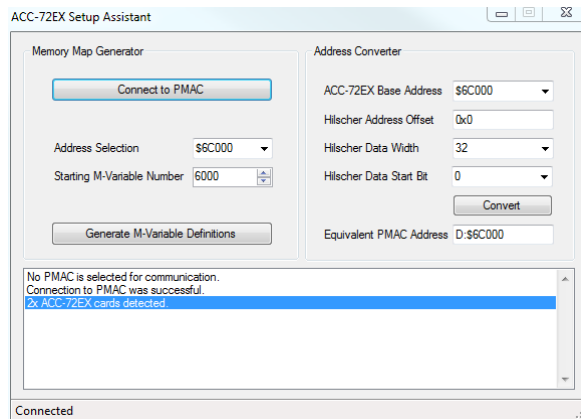 ACC-72EX Setup Assistant
Memory Map Generator
Connect to PMAC
Address Selection $6C000
Starting M-Variable Number 6000
Generate M-Variable Definitions
Address Converter
ACC-72EX Base Address $6C000
Hilscher Address Offset 0x0
Hilscher Data Width 32
Hilscher Data Start Bit 0
Convert
Equivalent PMAC Address D:$6C000
No PMAC is selected for communication.
Connection to PMAC was successful.
2x ACC-72EX cards detected.
Connected